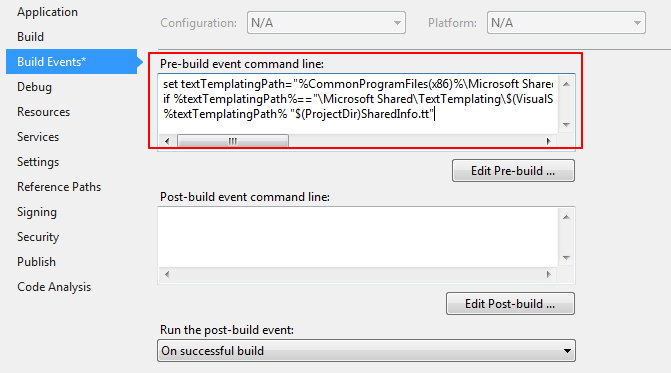 Application
Build
Build Events*
Debug
Resources
Services
Settings
Reference Paths
Signing
Security
Publish
Code Analysis
Configuration: N/A Platform: N/A
Pre-build event command line:
set textTemplatingPath="%CommonProgramFiles(x86)%\Microsoft Shared
if %textTemplatingPath%=="\Microsoft Shared\TextTemplating\$(VisualS
%textTemplatingPath% "$(ProjectDir)SharedInfo.tt"
Edit Pre-build ...
Post-build event command line:
Edit Post-build ...
Run the post-build event:
On successful build